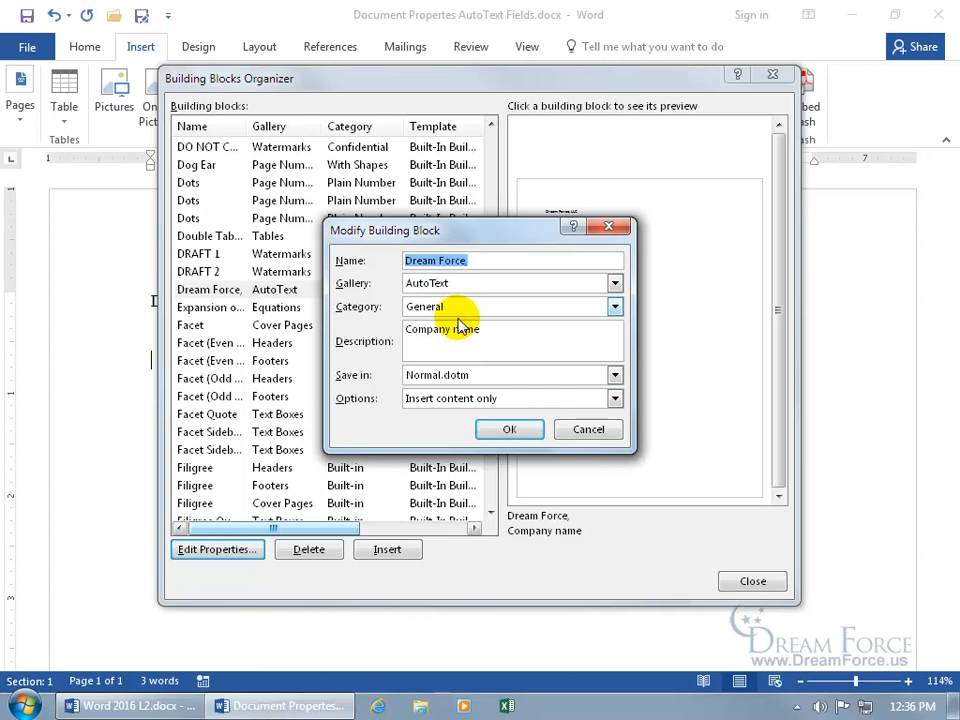 Document Propertes AutoText Fields.docx - Word
Sign in
File
Home
Insert
Design
Layout
References
Mailings
Review
View
Tell me what you want to do
Share
Pages
Table
Pictures
Tables
Building Blocks Organizer
Building blocks:
Click a building block to see its preview
Name Gallery Category Template
DO NOT C... Watermarks Confidential Built-In Buil...
Dog Ear Page Num... With Shapes Built-In Buil...
Dots Page Num... Plain Number Built-In Buil...
Dots Page Num... Plain Number Built-In Buil...
Dots Page Num...
Double Tab... Tables
DRAFT 1 Watermarks
DRAFT 2 Watermarks
Dream Force, AutoText
Expansion o... Equations
Facet Cover Pages
Facet (Even ... Headers
Facet (Even ... Footers
Facet (Odd ... Headers
Facet (Odd ... Footers
Facet Quote Text Boxes
Facet Sideb... Text Boxes
Facet Sideb... Text Boxes
Filigree Headers Built-in Built-In Buil...
Filigree Footers Built-in Built-In Buil...
Filigree Cover Pages Built-in Built-In Buil...
Modify Building Block
Name: Dream Force,
Gallery: AutoText
Category: General
Description: Company name
Save in: Normal.dotm
Options: Insert content only
OK
Cancel
Dream Force, LLC
Dream Force,
Company name
Edit Properties...
Delete
Insert
Close
DREAM FORCE
www.DreamForce.us
Section: 1
Page 1 of 1
3 words
114%
Word 2016 L2.docx - ...
Document Propertes...
12:36 PM